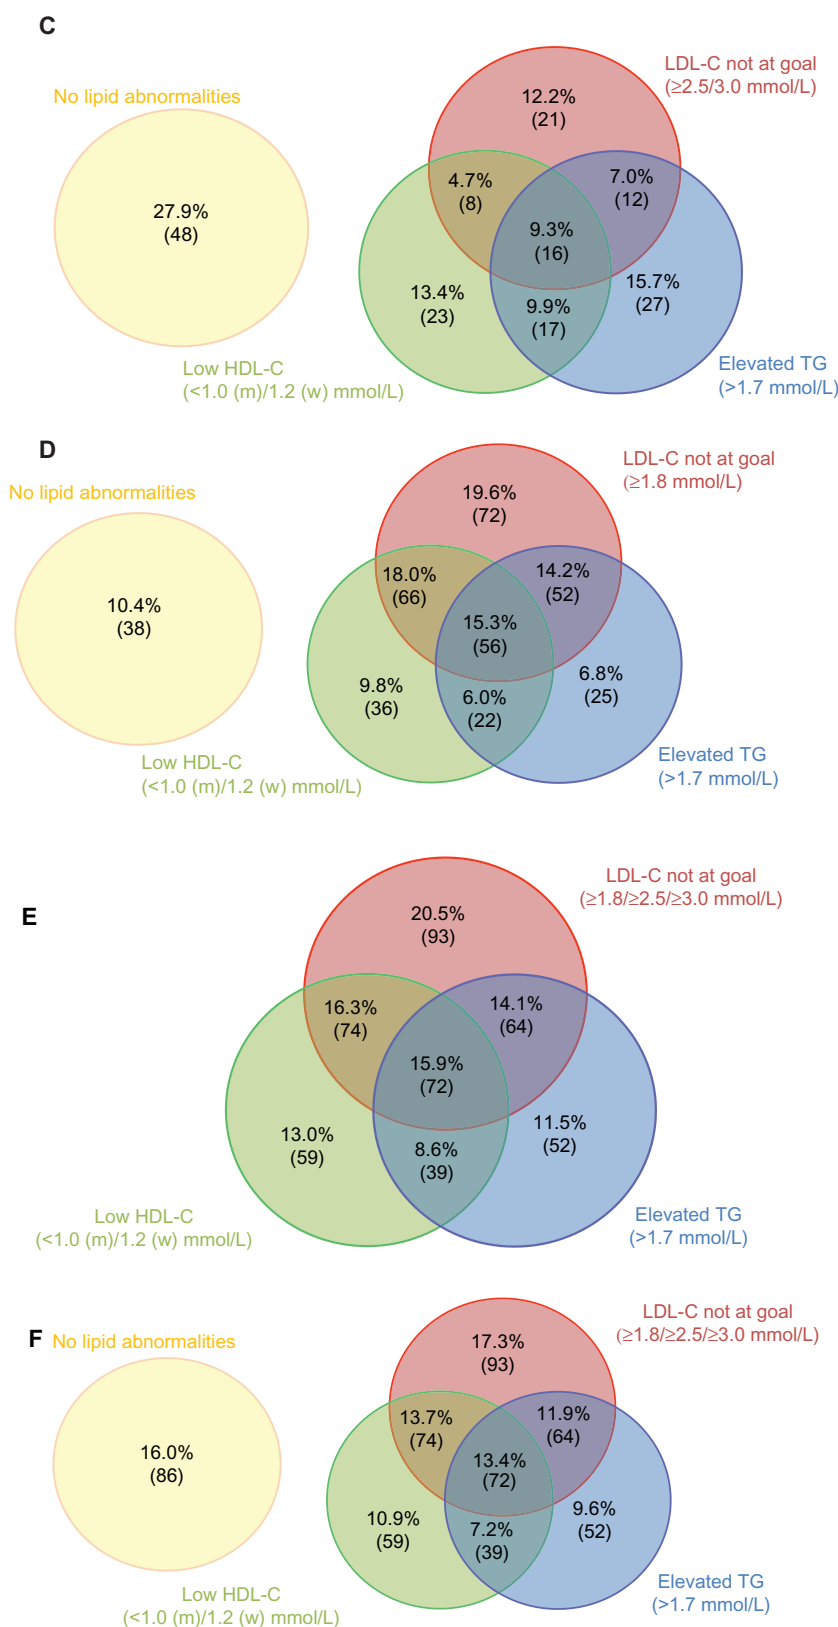 C
LDL-C not at goal
(≥2.5/3.0 mmol/L)
No lipid abnormalities
12.2%
(21)
4.7%
(8)
7.0%
(12)
27.9%
(48)
9.3%
(16)
13.4%
(23)
9.9%
(17)
15.7%
(27)
Low HDL-C
(<1.0 (m)/1.2 (w) mmol/L)
Elevated TG
(>1.7 mmol/L)
D
LDL-C not at goal
(≥1.8 mmol/L)
No lipid abnormalities
19.6%
(72)
18.0%
(66)
14.2%
(52)
10.4%
(38)
15.3%
(56)
9.8%
(36)
6.0%
(22)
6.8%
(25)
Low HDL-C
(<1.0 (m)/1.2 (w) mmol/L)
Elevated TG
(>1.7 mmol/L)
E
LDL-C not at goal
(≥1.8/≥2.5/≥3.0 mmol/L)
20.5%
(93)
16.3%
(74)
14.1%
(64)
15.9%
(72)
13.0%
(59)
8.6%
(39)
11.5%
(52)
Low HDL-C
(<1.0 (m)/1.2 (w) mmol/L)
Elevated TG
(>1.7 mmol/L)
F
No lipid abnormalities
LDL-C not at goal
(≥1.8/≥2.5/≥3.0 mmol/L)
17.3%
(93)
13.7%
(74)
11.9%
(64)
16.0%
(86)
13.4%
(72)
10.9%
(59)
7.2%
(39)
9.6%
(52)
Low HDL-C
(<1.0 (m)/1.2 (w) mmol/L)
Elevated TG
(>1.7 mmol/L)